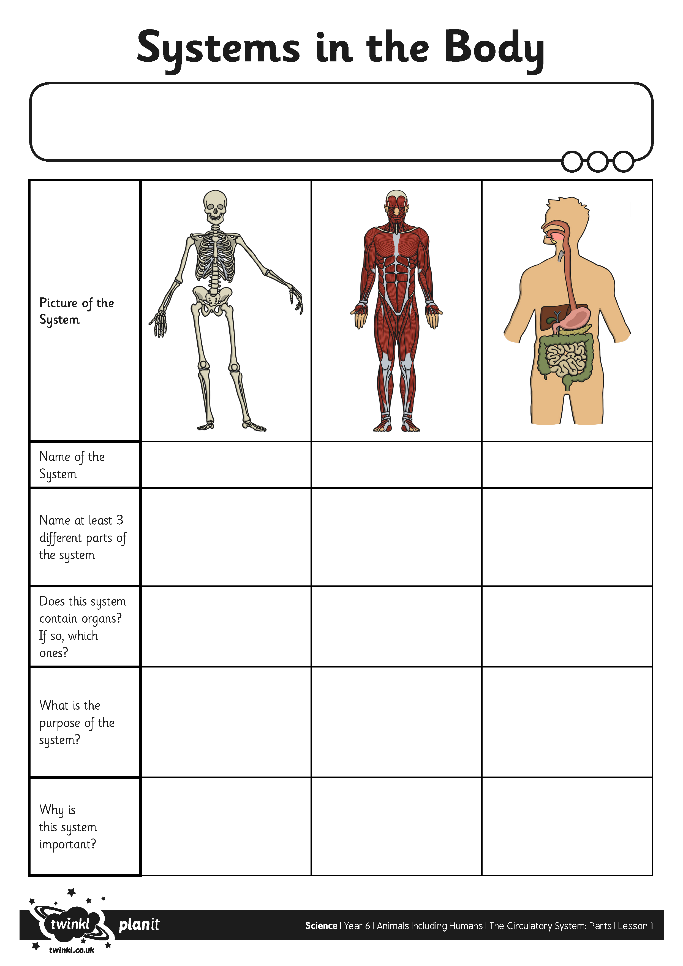 Systems in the Body
Picture of the
System
Name of the
System
Name at least 3
different parts of
the system
Does this system
contain organs?
If so, which
ones?
What is the
purpose of the
system?
Why is
this system
important?
twinkl planit
twinkl.co.uk
Science | Year 6 | Animals Including Humans | The Circulatory System: Parts | Lesson 1